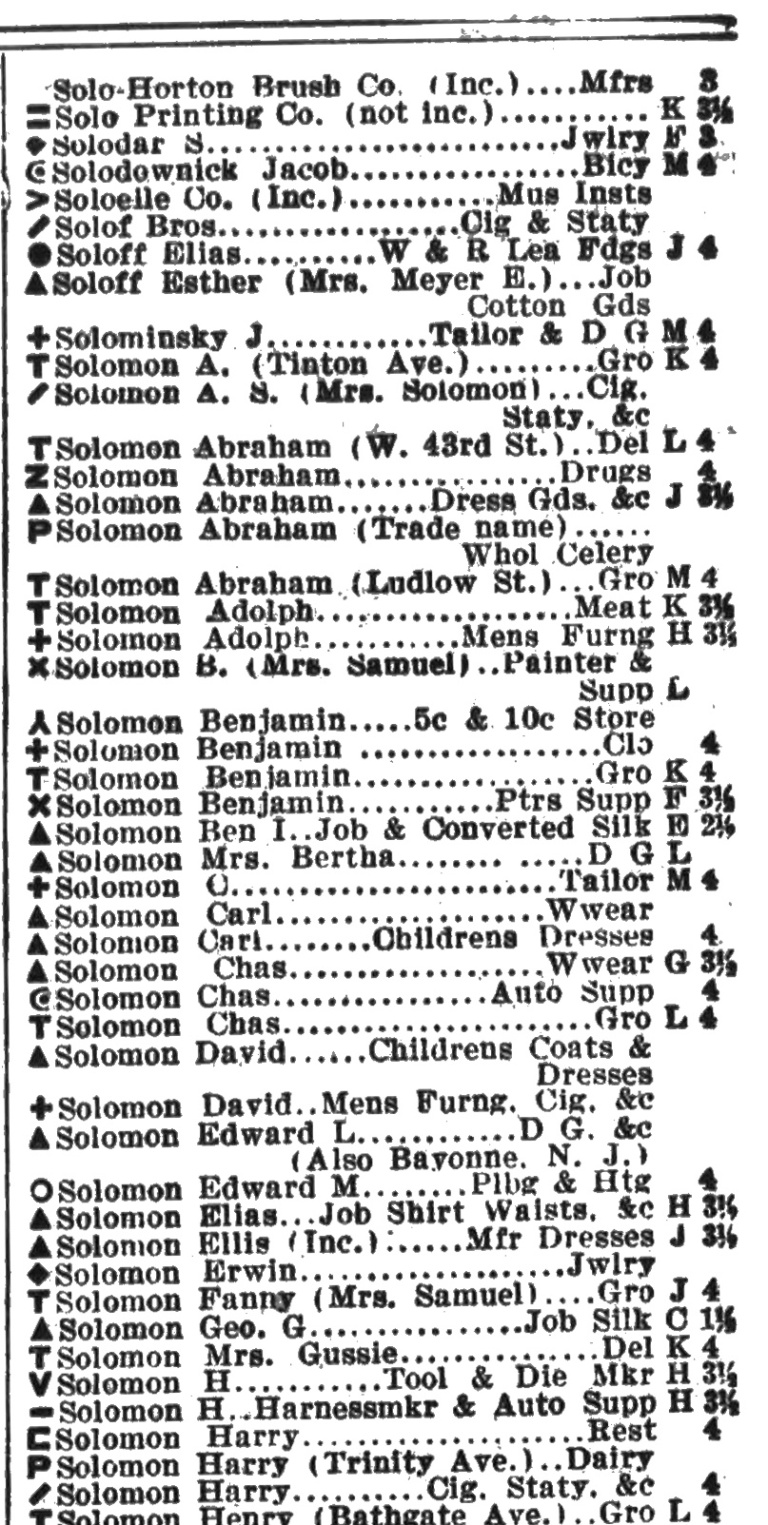 Solo-Horton Brush Co. (Inc.)....Mfrs 3
=Solo Printing Co. (not inc.)........... K 3½
◆Solodar S..........................Jwlry F 3
@Solodownick Jacob.................Bicy M 4
>Soloelle Co. (Inc.)...........Mus Insts
/Solof Bros..................Cig & Staty
●Soloff Elias..........W & R Lea Fdgs J 4
▲Soloff Esther (Mrs. Meyer E.)...Job
Cotton Gds
+Solominsky J............Tailor & D G M 4
TSolomon A. (Tinton Ave.).........Gro K 4
/Solomon A. S. (Mrs. Solomon)...Cig,
Staty, &c
TSolomon Abraham (W. 43rd St.)..Del L 4
ZSolomon Abraham................Drugs 4
▲Solomon Abraham.......Dress Gds, &c J 3½
PSolomon Abraham (Trade name)......
Whol Celery
TSolomon Abraham (Ludlow St.)...Gro M 4
TSolomon Adolph...................Meat K 3½
+Solomon Adolph...........Mens Furng H 3½
×Solomon B. (Mrs. Samuel)..Painter &
Supp L
⅄Solomon Benjamin.....5c & 10c Store
+Solomon Benjamin ..................Clo 4
TSolomon Benjamin..................Gro K 4
×Solomon Benjamin...........Ptrs Supp F 3½
▲Solomon Ben I..Job & Converted Silk E 2½
▲Solomon Mrs. Bertha........ .....D G L
+Solomon C........................Tailor M 4
▲Solomon Carl....................Wwear
▲Solomon Carl........Childrens Dresses 4
▲Solomon Chas...................Wwear G 3½
@Solomon Chas................Auto Supp 4
TSolomon Chas.......................Gro L 4
▲Solomon David......Childrens Coats &
Dresses
+Solomon David..Mens Furng, Cig, &c
▲Solomon Edward L............D G, &c
(Also Bayonne, N. J.)
○Solomon Edward M........Plbg & Htg 4
▲Solomon Elias...Job Shirt Waists, &c H 3½
▲Solomon Ellis (Inc.)......Mfr Dresses J 3½
◆Solomon Erwin....................Jwlry
TSolomon Fanny (Mrs. Samuel)....Gro J 4
▲Solomon Geo. G................Job Silk C 1½
TSolomon Mrs. Gussie...............Del K 4
VSolomon H...........Tool & Die Mkr H 3½
-Solomon H..Harnessmkr & Auto Supp H 3½
⊏Solomon Harry.....................Rest 4
PSolomon Harry (Trinity Ave.)..Dairy
/Solomon Harry..........Cig, Staty, &c 4
TSolomon Henry (Bathgate Ave.)..Gro L 4